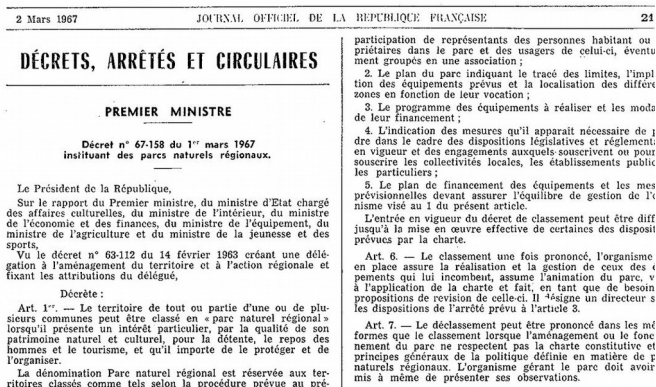 2 Mars 1967
JOURNAL OFFICIEL DE LA REPUBLIQUE FRANÇAISE
21
DÉCRETS, ARRÊTÉS ET CIRCULAIRES
PREMIER MINISTRE
Décret n° 67-158 du 1er mars 1967
instituant des parcs naturels régionaux.
Le Président de la République,
Sur le rapport du Premier ministre, du ministre d'Etat chargé
des affaires culturelles, du ministre de l'intérieur, du ministre
de l'économie et des finances, du ministre de l'équipement, du
ministre de l'agriculture et du ministre de la jeunesse et des
sports,
Vu le décret n° 63-112 du 14 février 1963 créant une délé-
gation à l'aménagement du territoire et à l'action régionale et
fixant les attributions du délégué,
Décrète :
Art. 1er. — Le territoire de tout ou partie d'une ou de plu-
sieurs communes peut être classé en « parc naturel régional »
lorsqu'il présente un intérêt particulier, par la qualité de son
patrimoine naturel et culturel, pour la détente, le repos des
hommes et le tourisme, et qu'il importe de le protéger et de
l'organiser.
La dénomination Parc naturel régional est réservée aux ter-
ritoires classés comme tels selon la procédure prévue au pré-
participation de représentants des personnes habitant ou
priétaires dans le parc et des usagers de celui-ci, éventu
ment groupés en une association ;
2. Le plan du parc indiquant le tracé des limites, l'impl
tion des équipements prévus et la localisation des différe
zones en fonction de leur vocation ;
3. Le programme des équipements à réaliser et les moda
de leur financement ;
4. L'indication des mesures qu'il apparaît nécessaire de p
dre dans le cadre des dispositions législatives et réglementa
en vigueur et des engagements auxquels souscrivent ou pour
souscrire les collectivités locales, les établissements public
les particuliers ;
5. Le plan de financement des équipements et les mes
prévisionnelles devant assurer l'équilibre de gestion de l'o
nisme visé au 1 du présent article.
L'entrée en vigueur du décret de classement peut être diff
jusqu'à la mise en œuvre effective de certaines des disposit
prévues par la charte.
Art. 6. — Le classement une fois prononcé, l'organisme
en place assure la réalisation et la gestion de ceux des é
pements qui lui incombent, assume l'animation du parc, v
à l'application de la charte et fait, en tant que de besoin
propositions de revision de celle-ci. Il désigne un directeur s
les dispositions de l'arrêté prévu à l'article 3.
Art. 7. — Le déclassement peut être prononcé dans les mê
formes que le classement lorsque l'aménagement ou le fonc
nement du parc ne respectent pas la charte constitutive et
principes généraux de la politique définie en matière de p
naturels régionaux. L'organisme gérant le parc doit avoir
mis à même de présenter ses observations.